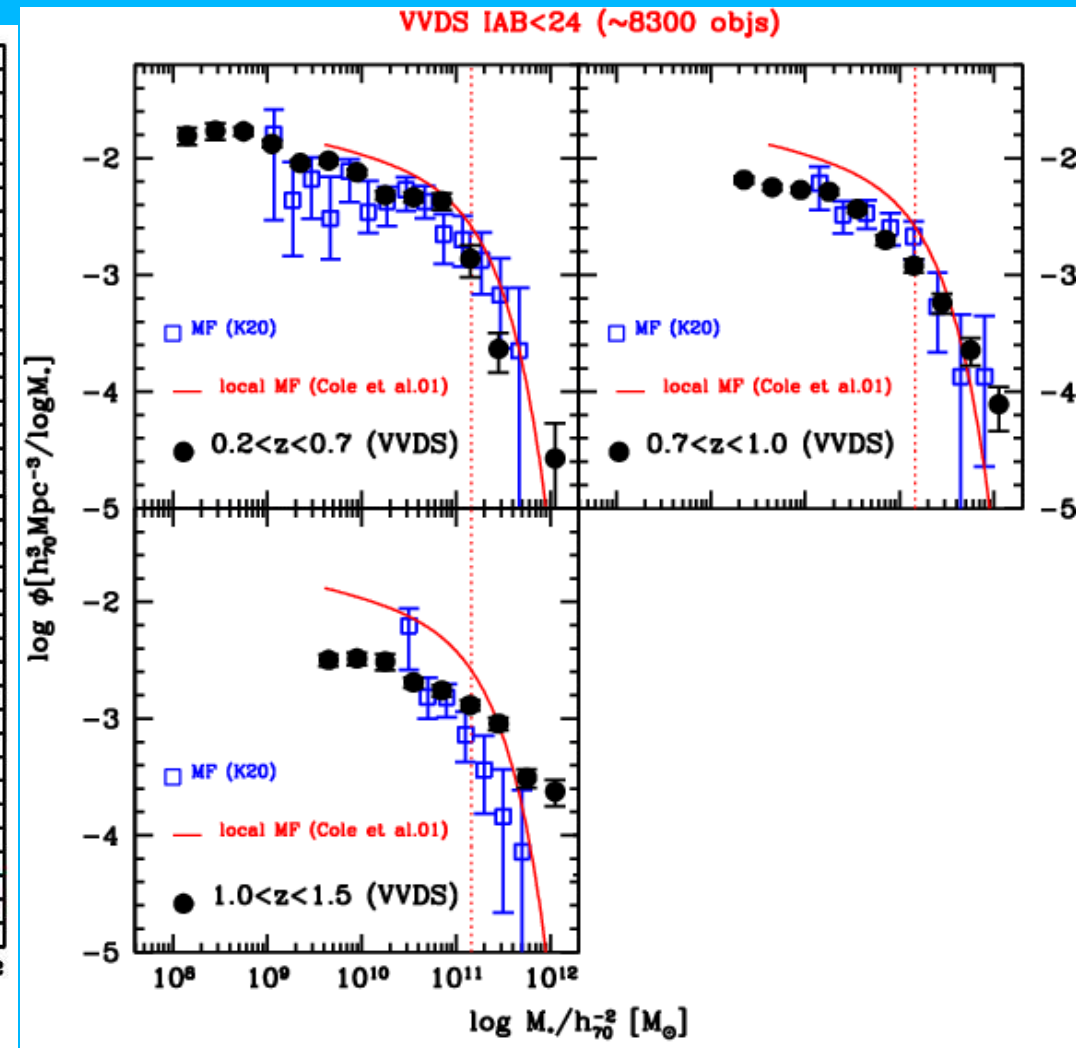 VVDS IAB<24 (~8300 objs)
−2
−3
−4
−5
MF (K20)
local MF (Cole et al.01)
0.2<z<0.7 (VVDS)
MF (K20)
local MF (Cole et al.01)
0.7<z<1.0 (VVDS)
−2
−3
−4
−5
−2
−3
−4
−5
MF (K20)
local MF (Cole et al.01)
1.0<z<1.5 (VVDS)
10⁸ 10⁹ 10¹⁰ 10¹¹ 10¹²
log ϕ[h³₇₀Mpc⁻³/logM*]
log M*/h⁻²₇₀ [M⊙]